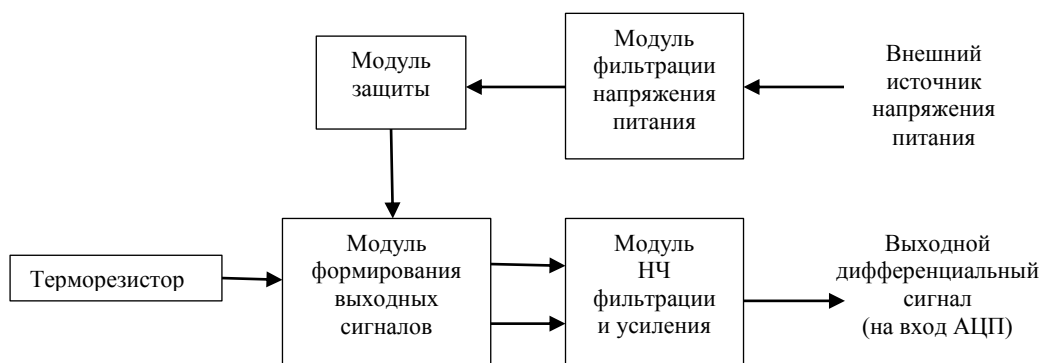 Модуль
защиты
Модуль
фильтрации
напряжения
питания
Внешний
источник
напряжения
питания
Терморезистор
Модуль
формирования
выходных
сигналов
Модуль
НЧ
фильтрации
и усиления
Выходной
дифференциальный
сигнал
(на вход АЦП)